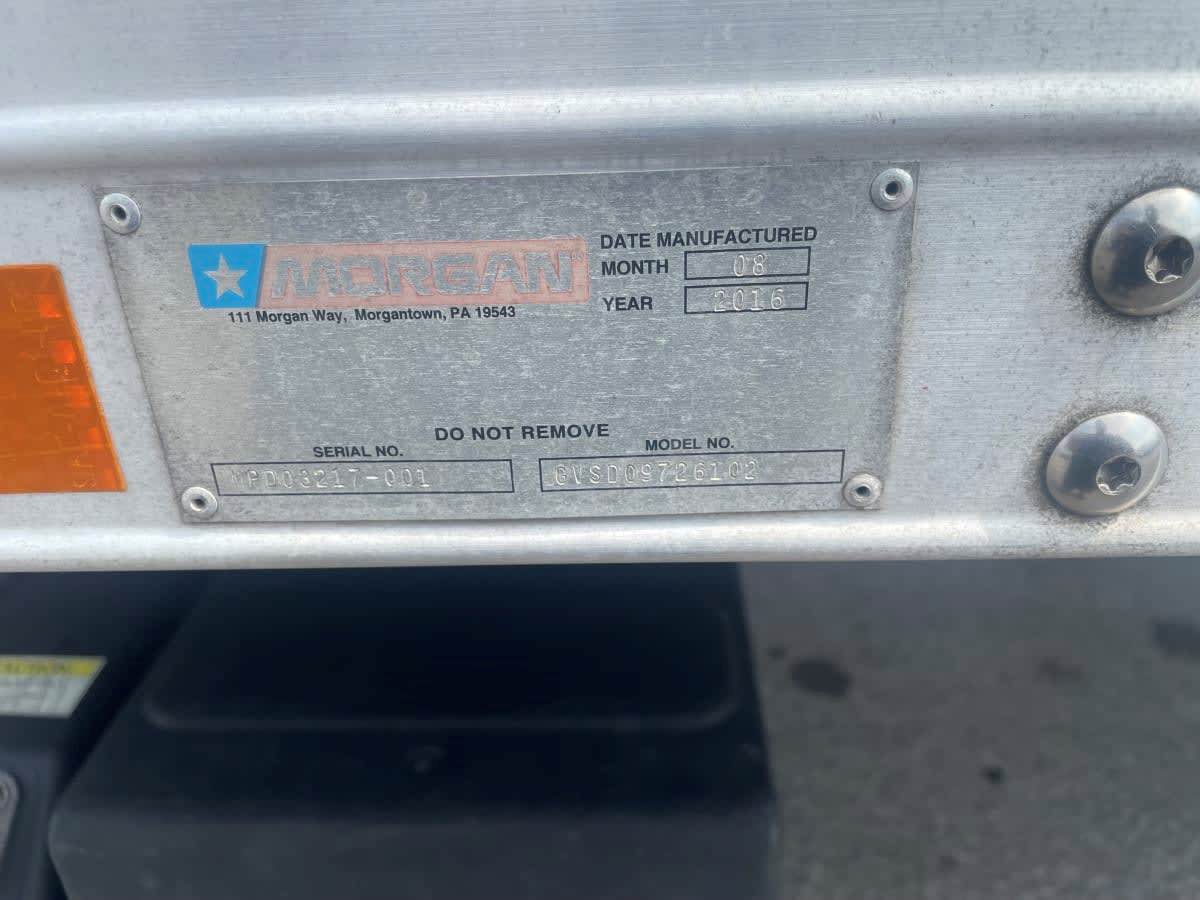 MORGAN
111 Morgan Way, Morgantown, PA 19543
DATE MANUFACTURED
MONTH 08
YEAR 2016
DO NOT REMOVE
SERIAL NO.
MODEL NO.
GVSD09726102
CAUTION